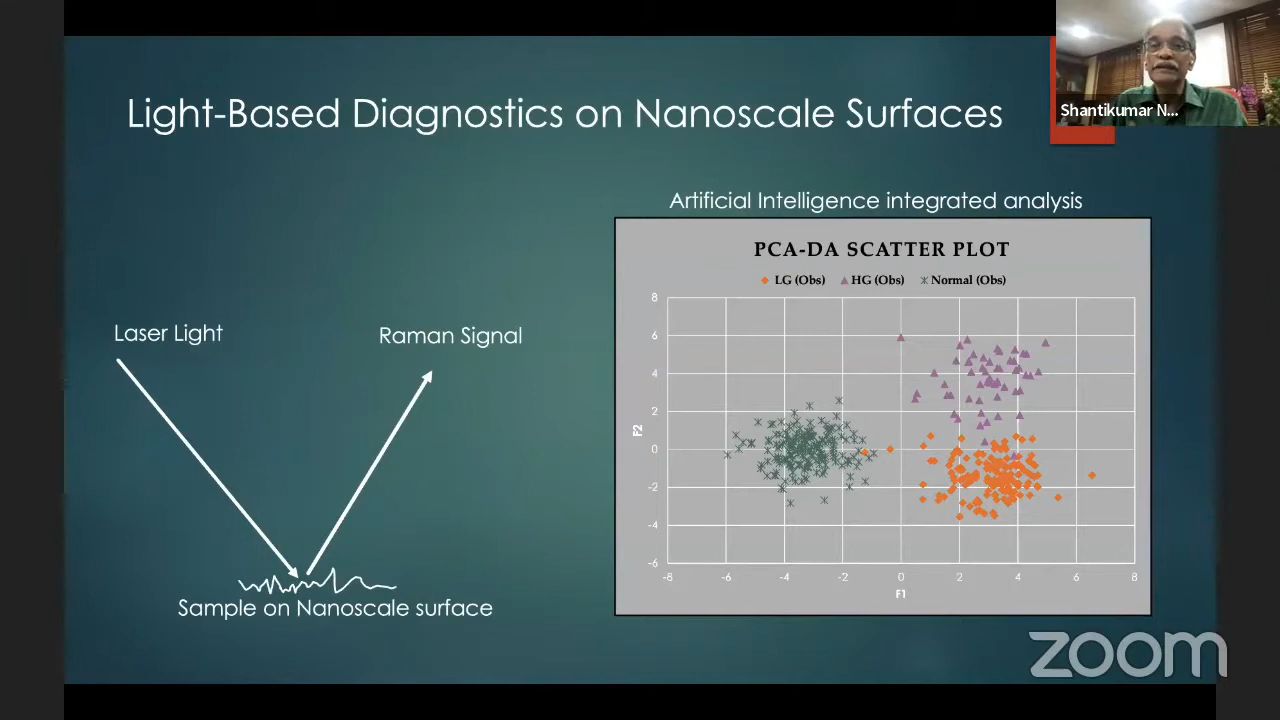 Light-Based Diagnostics on Nanoscale Surfaces
Shantikumar N...
Artificial Intelligence integrated analysis
PCA-DA SCATTER PLOT
LG (Obs) HG (Obs) Normal (Obs)
Laser Light
Raman Signal
8
6
4
2
0
-2
-4
-6
F2
-8 -6 -4 -2 0 2 4 6 8
F1
Sample on Nanoscale surface
zoom